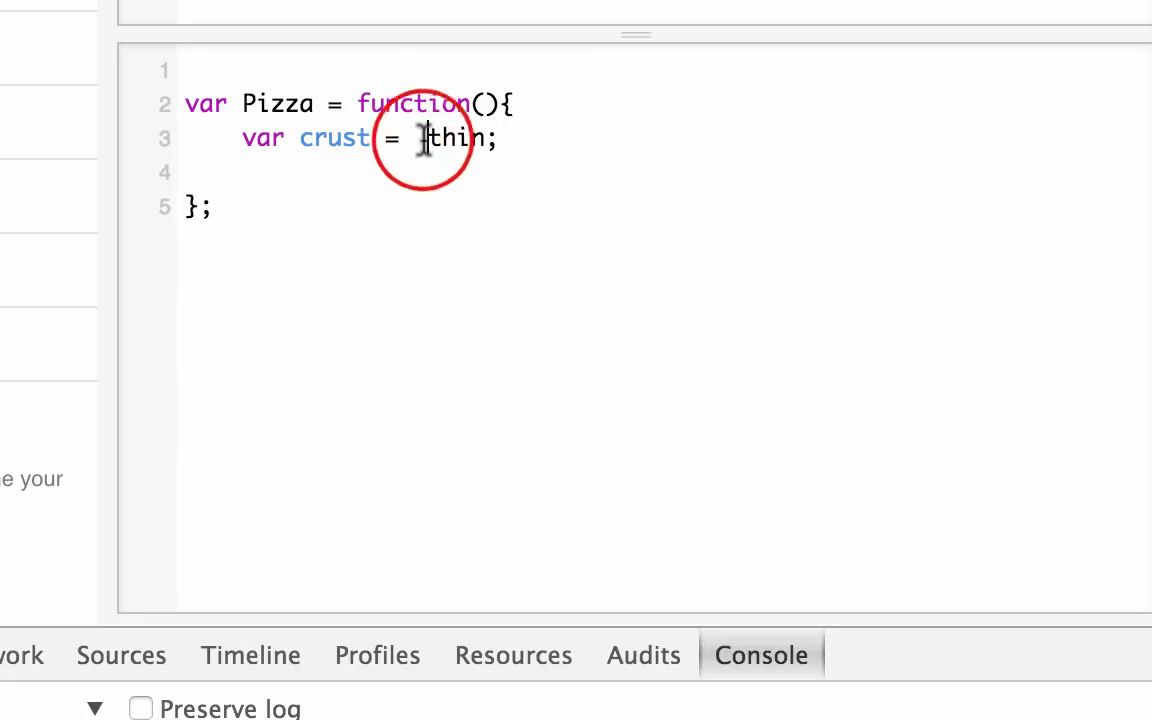 1
2 var Pizza = function(){
3     var crust =  thin;
4
5 };
e your
ork Sources Timeline Profiles Resources Audits Console
▼ Preserve log